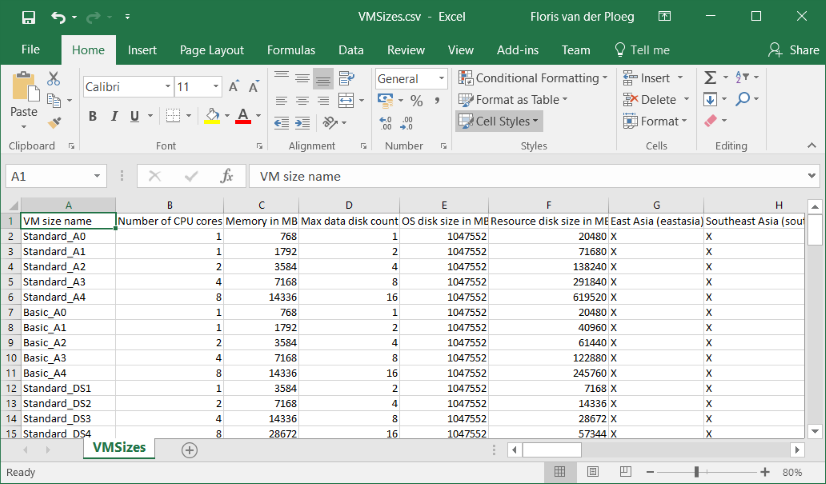 VMSizes.csv - Excel
Floris van der Ploeg
File Home Insert Page Layout Formulas Data Review View Add-ins Team Tell me Share
Paste
Calibri 11
A A
B I U A
General
% ,
.00 .0
Conditional Formatting
Format as Table
Cell Styles
Insert
Delete
Format
Clipboard Font Alignment Number Styles Cells Editing
A1 fx VM size name
A B C D E F G H
1 VM size name Number of CPU cores Memory in MB Max data disk count OS disk size in MB Resource disk size in MB East Asia (eastasia) Southeast Asia (sout
2 Standard_A0 1 768 1 1047552 20480 X X
3 Standard_A1 1 1792 2 1047552 71680 X X
4 Standard_A2 2 3584 4 1047552 138240 X X
5 Standard_A3 4 7168 8 1047552 291840 X X
6 Standard_A4 8 14336 16 1047552 619520 X X
7 Basic_A0 1 768 1 1047552 20480 X X
8 Basic_A1 1 1792 2 1047552 40960 X X
9 Basic_A2 2 3584 4 1047552 61440 X X
10 Basic_A3 4 7168 8 1047552 122880 X X
11 Basic_A4 8 14336 16 1047552 245760 X X
12 Standard_DS1 1 3584 2 1047552 7168 X X
13 Standard_DS2 2 7168 4 1047552 14336 X X
14 Standard_DS3 4 14336 8 1047552 28672 X X
15 Standard_DS4 8 28672 16 1047552 57344 X X
VMSizes
Ready
80%